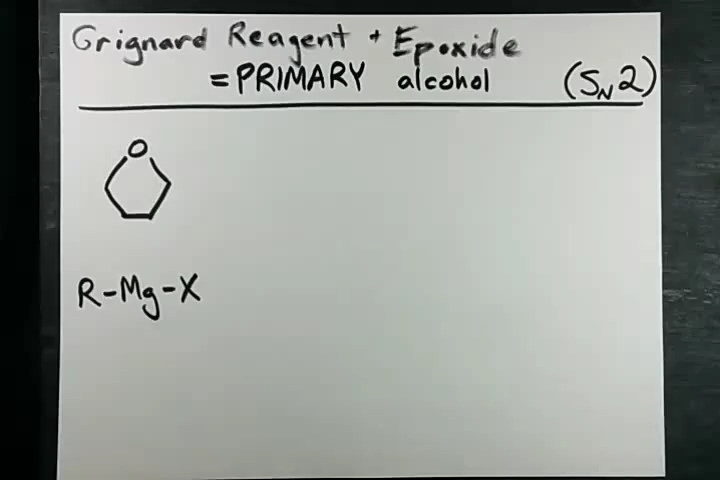 Grignard Reagent + Epoxide
= PRIMARY alcohol (SN2)
O
R-Mg-X